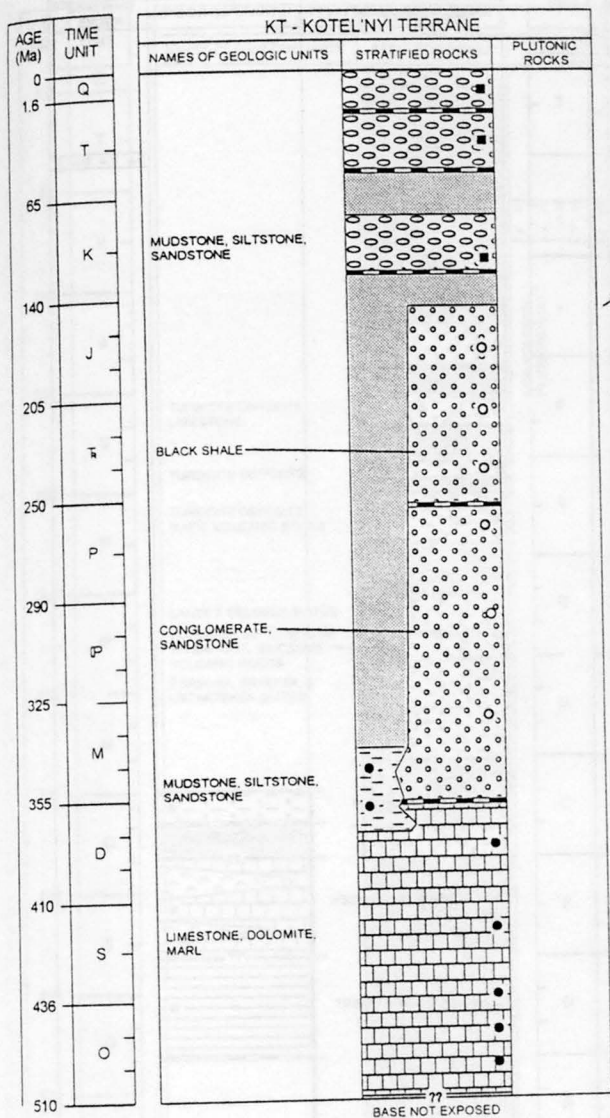 KT - KOTEL'NYI TERRANE
AGE
(Ma)
TIME
UNIT
NAMES OF GEOLOGIC UNITS
STRATIFIED ROCKS
PLUTONIC
ROCKS
0
Q
1.6
T
65
MUDSTONE, SILTSTONE,
SANDSTONE
K
140
J
205
BLACK SHALE
250
P
290
CONGLOMERATE,
SANDSTONE
325
M
MUDSTONE, SILTSTONE,
SANDSTONE
355
D
410
LIMESTONE, DOLOMITE,
MARL
S
436
O
510
??
BASE NOT EXPOSED